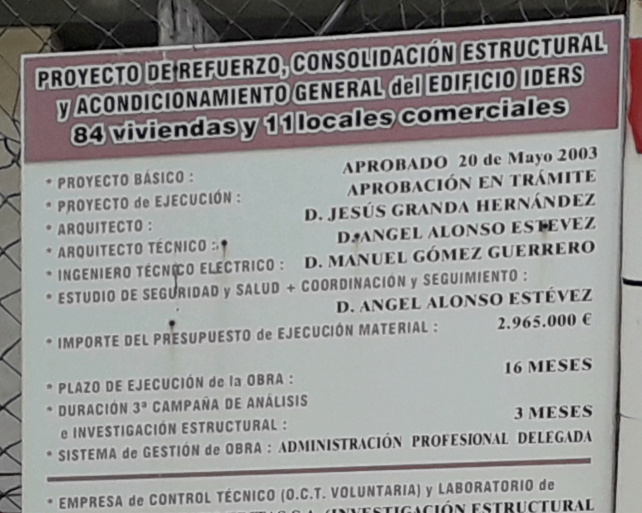 PROYECTO DE REFUERZO, CONSOLIDACIÓN ESTRUCTURAL
y ACONDICIONAMIENTO GENERAL del EDIFICIO IDERS
84 viviendas y 11 locales comerciales
* PROYECTO BÁSICO : APROBADO 20 de Mayo 2003
* PROYECTO de EJECUCIÓN : APROBACIÓN EN TRÁMITE
* ARQUITECTO : D. JESÚS GRANDA HERNÁNDEZ
* ARQUITECTO TÉCNICO : D. ANGEL ALONSO ESTEVEZ
* INGENIERO TÉCNICO ELECTRICO : D. MANUEL GÓMEZ GUERRERO
* ESTUDIO DE SEGURIDAD y SALUD + COORDINACIÓN y SEGUIMIENTO :
D. ANGEL ALONSO ESTÉVEZ
* IMPORTE DEL PRESUPUESTO de EJECUCIÓN MATERIAL : 2.965.000 €
* PLAZO DE EJECUCIÓN de la OBRA : 16 MESES
* DURACIÓN 3ª CAMPAÑA DE ANÁLISIS
e INVESTIGACIÓN ESTRUCTURAL : 3 MESES
* SISTEMA de GESTIÓN de OBRA : ADMINISTRACIÓN PROFESIONAL DELEGADA
* EMPRESA de CONTROL TÉCNICO (O.C.T. VOLUNTARIA) y LABORATORIO de
(INVESTIGACIÓN ESTRUCTURAL